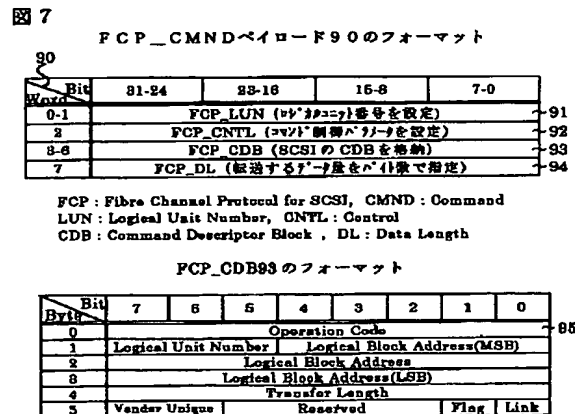 図7
FCP__CMNDペイロード90のフォーマット
90
Bit
Word
31-24 23-16 15-8 7-0
0-1 FCP_LUN (ロジカルユニット番号を設定) 91
2 FCP_CNTL (コマンド制御パラメータを設定) 92
3-6 FCP_CDB (SCSIのCDBを格納) 93
7 FCP_DL (転送するデータ量をバイト数で指定) 94
FCP : Fibre Channel Protocol for SCSI, CMND : Command
LUN : Logical Unit Number, CNTL : Control
CDB : Command Descriptor Block , DL : Data Length
FCP_CDB93のフォーマット
Bit
Byte
7 6 5 4 3 2 1 0
0 Operation Code 95
1 Logical Unit Number Logical Block Address(MSB)
2 Logical Block Address
3 Logical Block Address(LSB)
4 Transfer Length
5 Vender Unique Reserved Flag Link